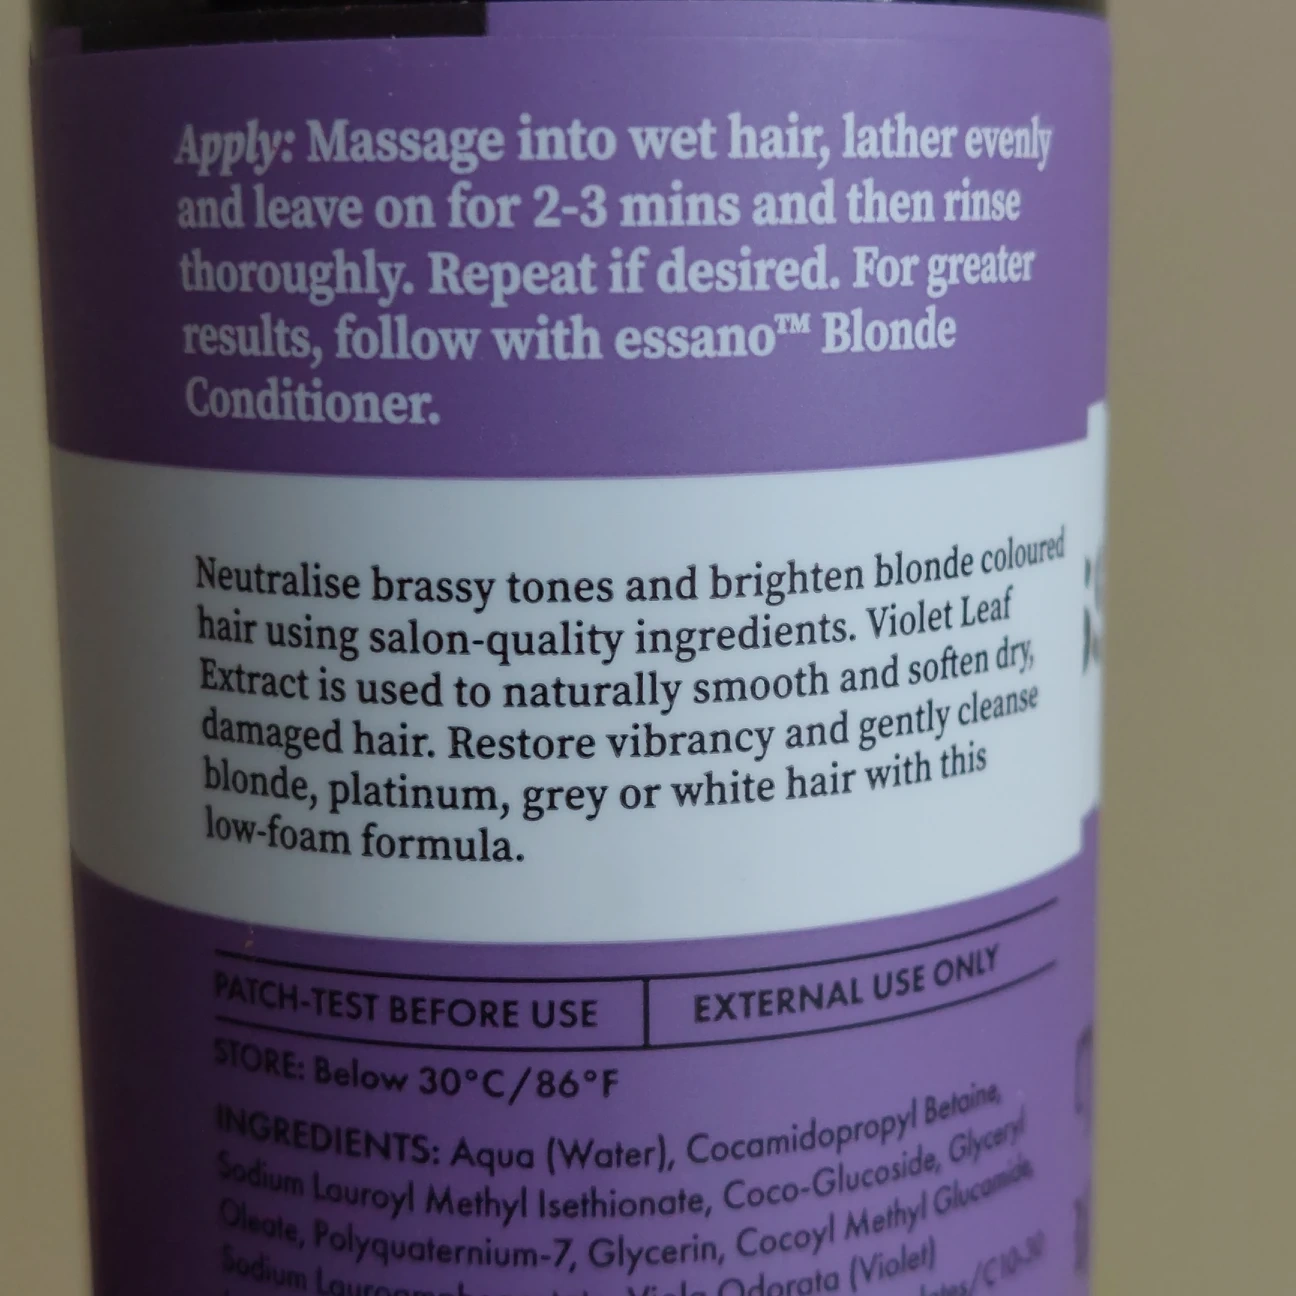 Apply: Massage into wet hair, lather evenly
and leave on for 2-3 mins and then rinse
thoroughly. Repeat if desired. For greater
results, follow with essano™ Blonde
Conditioner.
Neutralise brassy tones and brighten blonde coloured
hair using salon-quality ingredients. Violet Leaf
Extract is used to naturally smooth and soften dry,
damaged hair. Restore vibrancy and gently cleanse
blonde, platinum, grey or white hair with this
low-foam formula.
PATCH-TEST BEFORE USE EXTERNAL USE ONLY
STORE: Below 30°C/86°F
INGREDIENTS: Aqua (Water), Cocamidopropyl Betaine,
Sodium Lauroyl Methyl Isethionate, Coco-Glucoside, Glyceryl
Oleate, Polyquaternium-7, Glycerin, Cocoyl Methyl Glucamide,
Sodium Viola Odorata (Violet)
C10-30